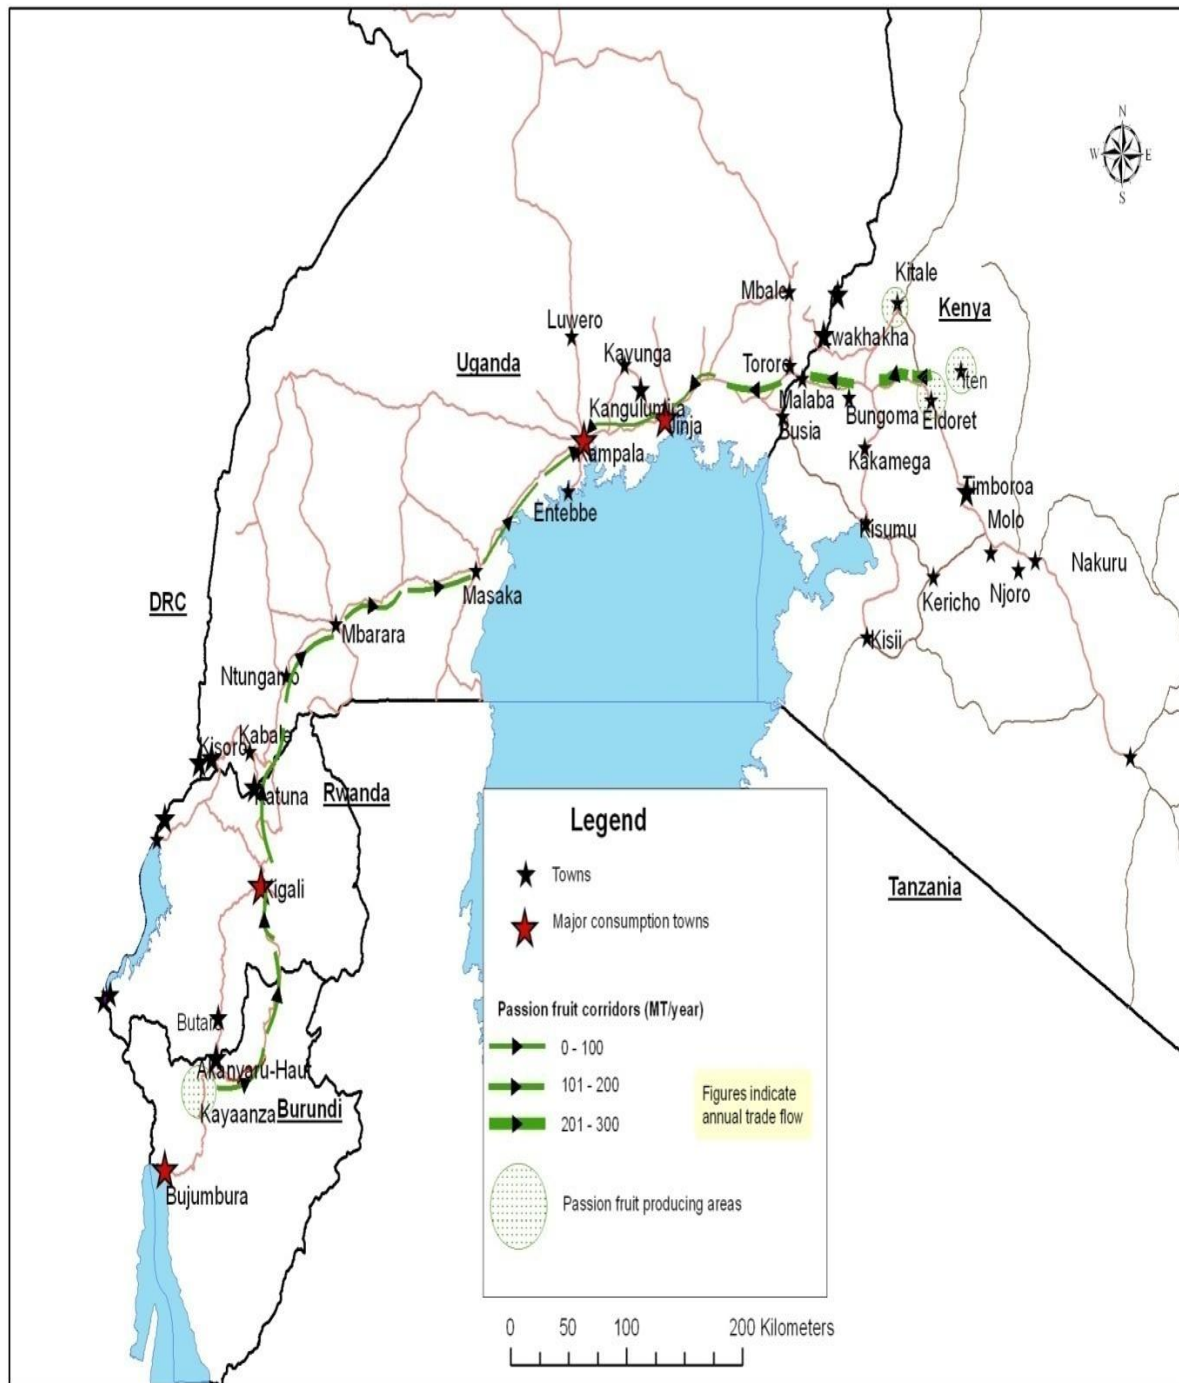 N
W E
S
Kitale
Mbale
Kenya
Luwero
Lwakhakha
Kayunga
Uganda
Tororo
Iten
Malaba
Kangulumira
Bungoma
Eldoret
Jinja
Busia
Kampala
Kakamega
Timboroa
Entebbe
Molo
Kisumu
Nakuru
Masaka
Njoro
DRC
Kericho
Mbarara
Kisii
Ntungamo
Kabale
Kisoro
Katuna
Rwanda
Legend
Towns
Kigali
Tanzania
Major consumption towns
Passion fruit corridors (MT/year)
Butare
0 - 100
Akanyaru-Haut
101 - 200
Figures indicate
annual trade flow
Kayaanza
Burundi
201 - 300
Bujumbura
Passion fruit producing areas
0 50 100 200 Kilometers